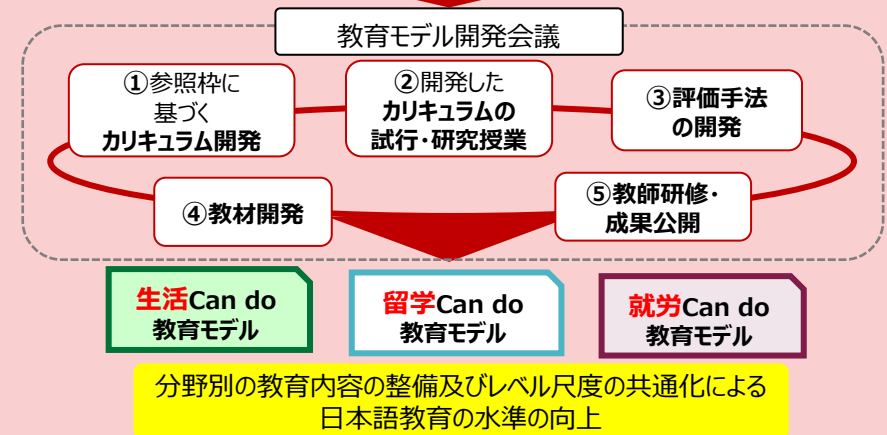 教育モデル開発会議
①参照枠に
基づく
カリキュラム開発
②開発した
カリキュラムの
試行・研究授業
③評価手法
の開発
④教材開発
⑤教師研修・
成果公開
生活Can do
教育モデル
留学Can do
教育モデル
就労Can do
教育モデル
分野別の教育内容の整備及びレベル尺度の共通化による
日本語教育の水準の向上